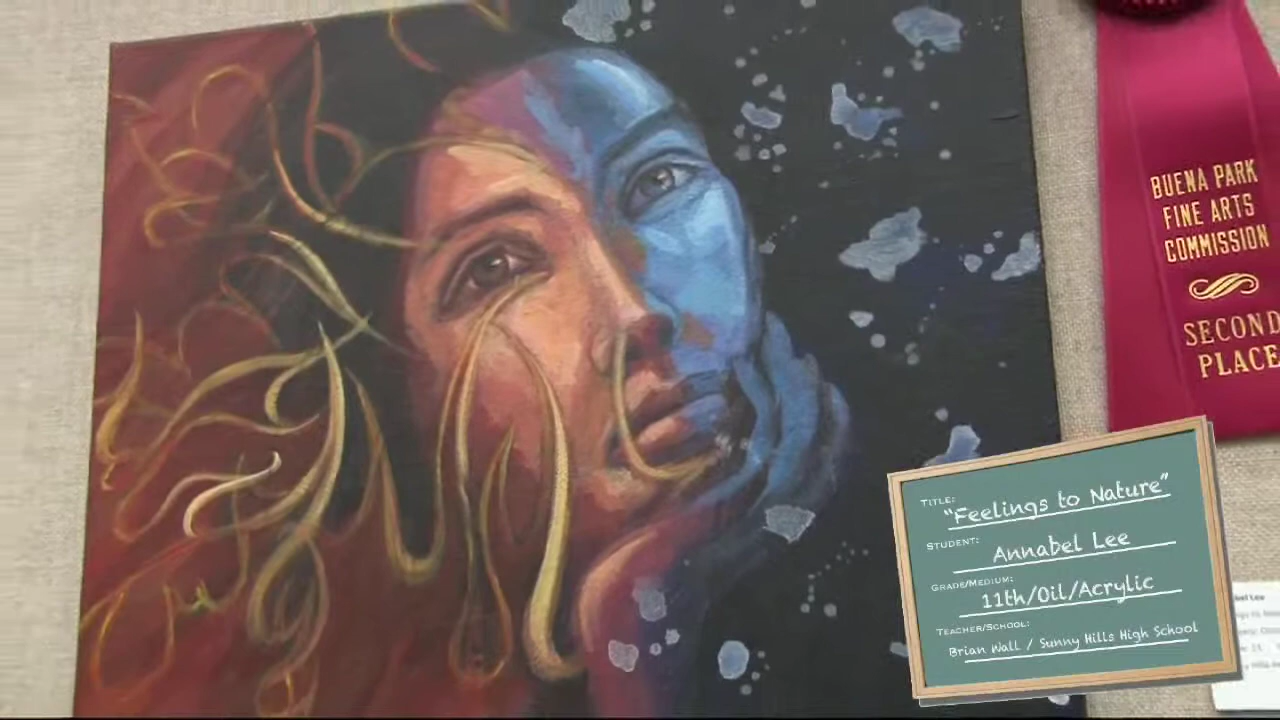 BUENA PARK
FINE ARTS
COMMISSION
SECOND
PLACE
TITLE:
"Feelings to Nature"
STUDENT:
Annabel Lee
GRADE/MEDIUM:
11th/Oil/Acrylic
TEACHER/SCHOOL:
Brian Wall / Sunny Hills High School